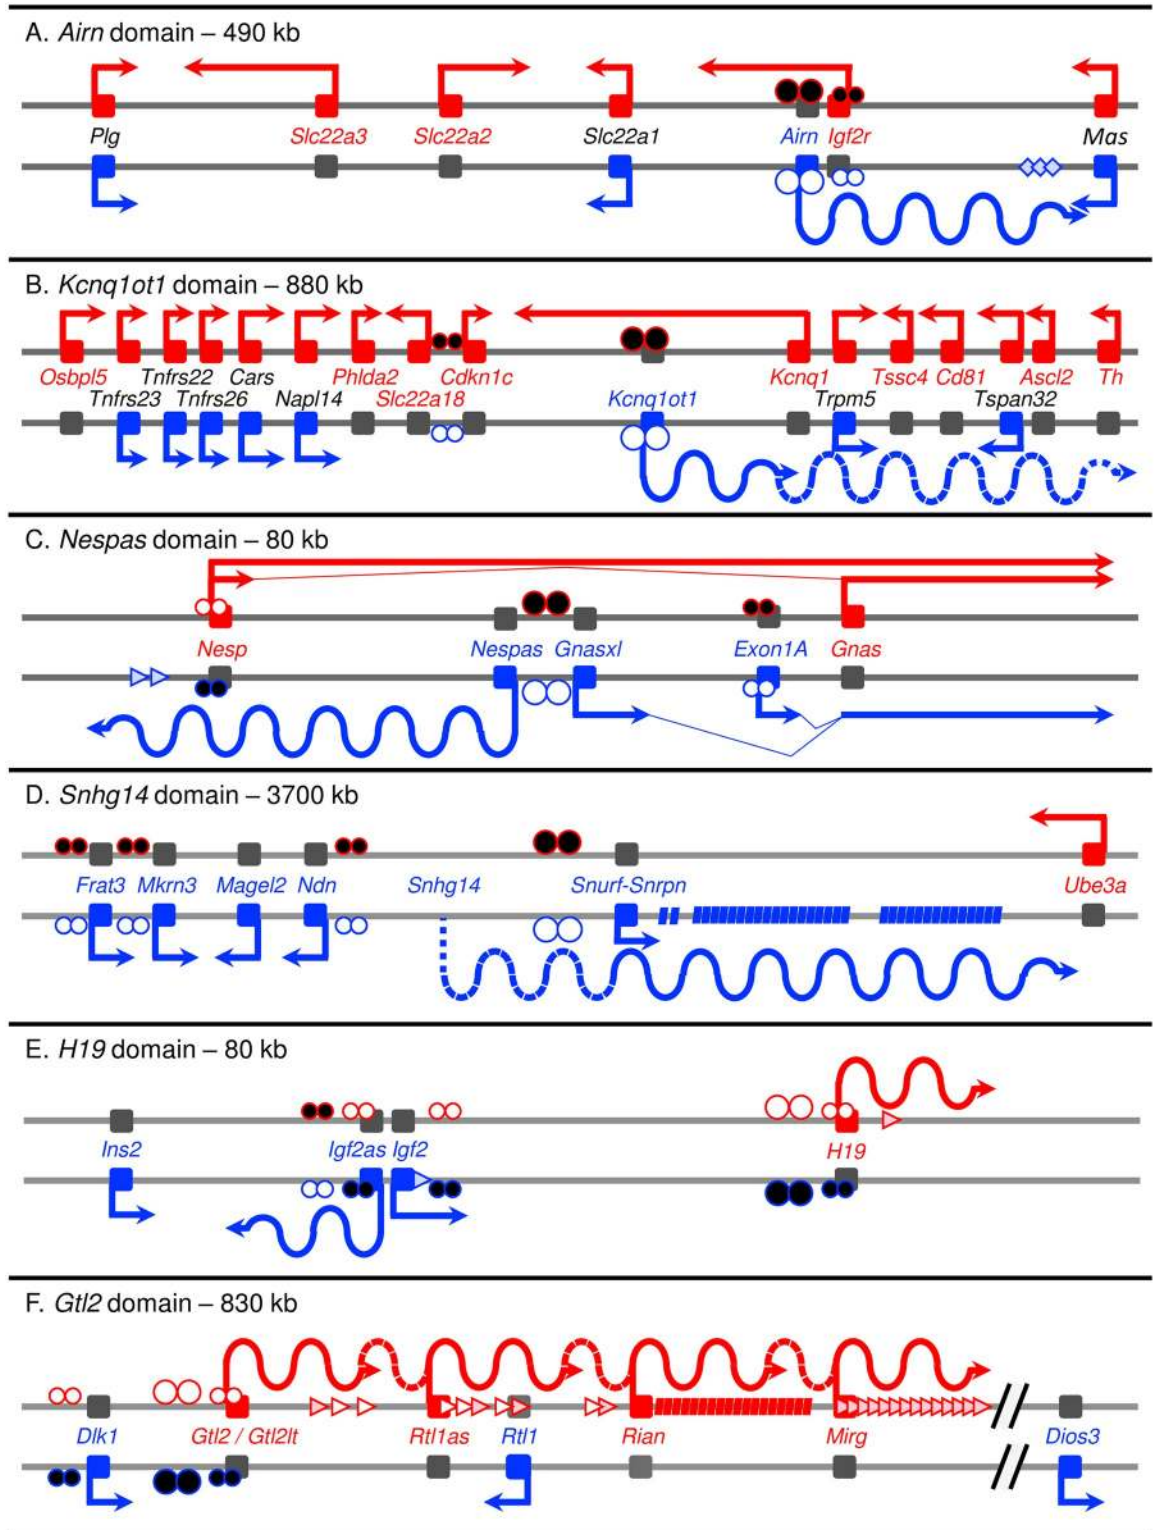 A. Airn domain – 490 kb
Plg Slc22a3 Slc22a2 Slc22a1 Airn Igf2r Mas
B. Kcnq1ot1 domain – 880 kb
Osbpl5 Tnfrs22 Cars Phlda2 Cdkn1c Kcnq1 Tssc4 Cd81 Ascl2 Th
Tnfrs23 Tnfrs26 Napl14 Slc22a18 Kcnq1ot1 Trpm5 Tspan32
C. Nespas domain – 80 kb
Nesp Nespas Gnasxl Exon1A Gnas
D. Snhg14 domain – 3700 kb
Frat3 Mkrn3 Magel2 Ndn Snhg14 Snurf-Snrpn Ube3a
E. H19 domain – 80 kb
Ins2 Igf2as Igf2 H19
F. Gtl2 domain – 830 kb
Dlk1 Gtl2 / Gtl2lt Rtl1as Rtl1 Rian Mirg Dios3